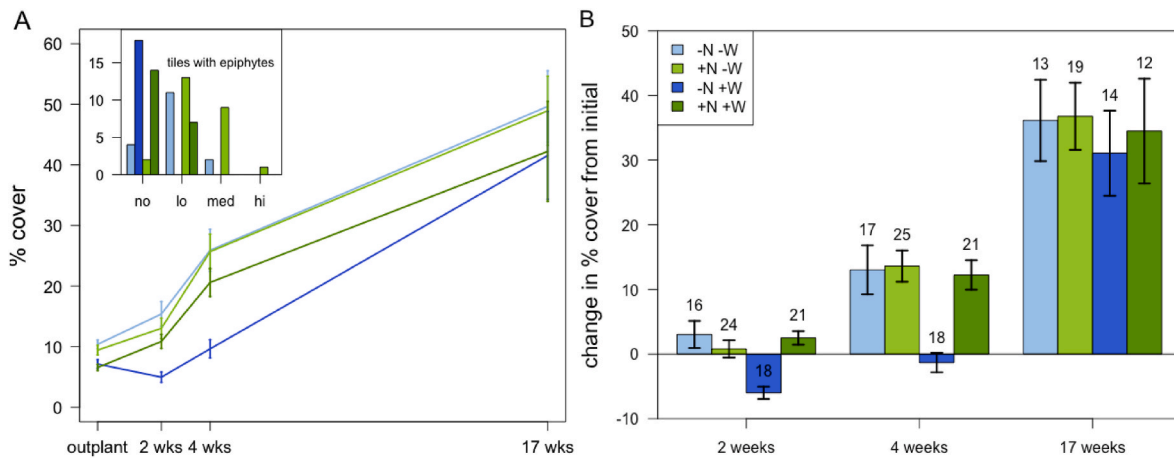 A
% cover
60
50
40
30
20
10
0
tiles with epiphytes
10
5
0
no lo med hi
outplant 2 wks 4 wks 17 wks
B
change in % cover from initial
50
40
30
20
10
0
-10
-N -W
+N -W
-N +W
+N +W
16 24 18 21
17 25 18 21
13 19 14 12
2 weeks 4 weeks 17 weeks